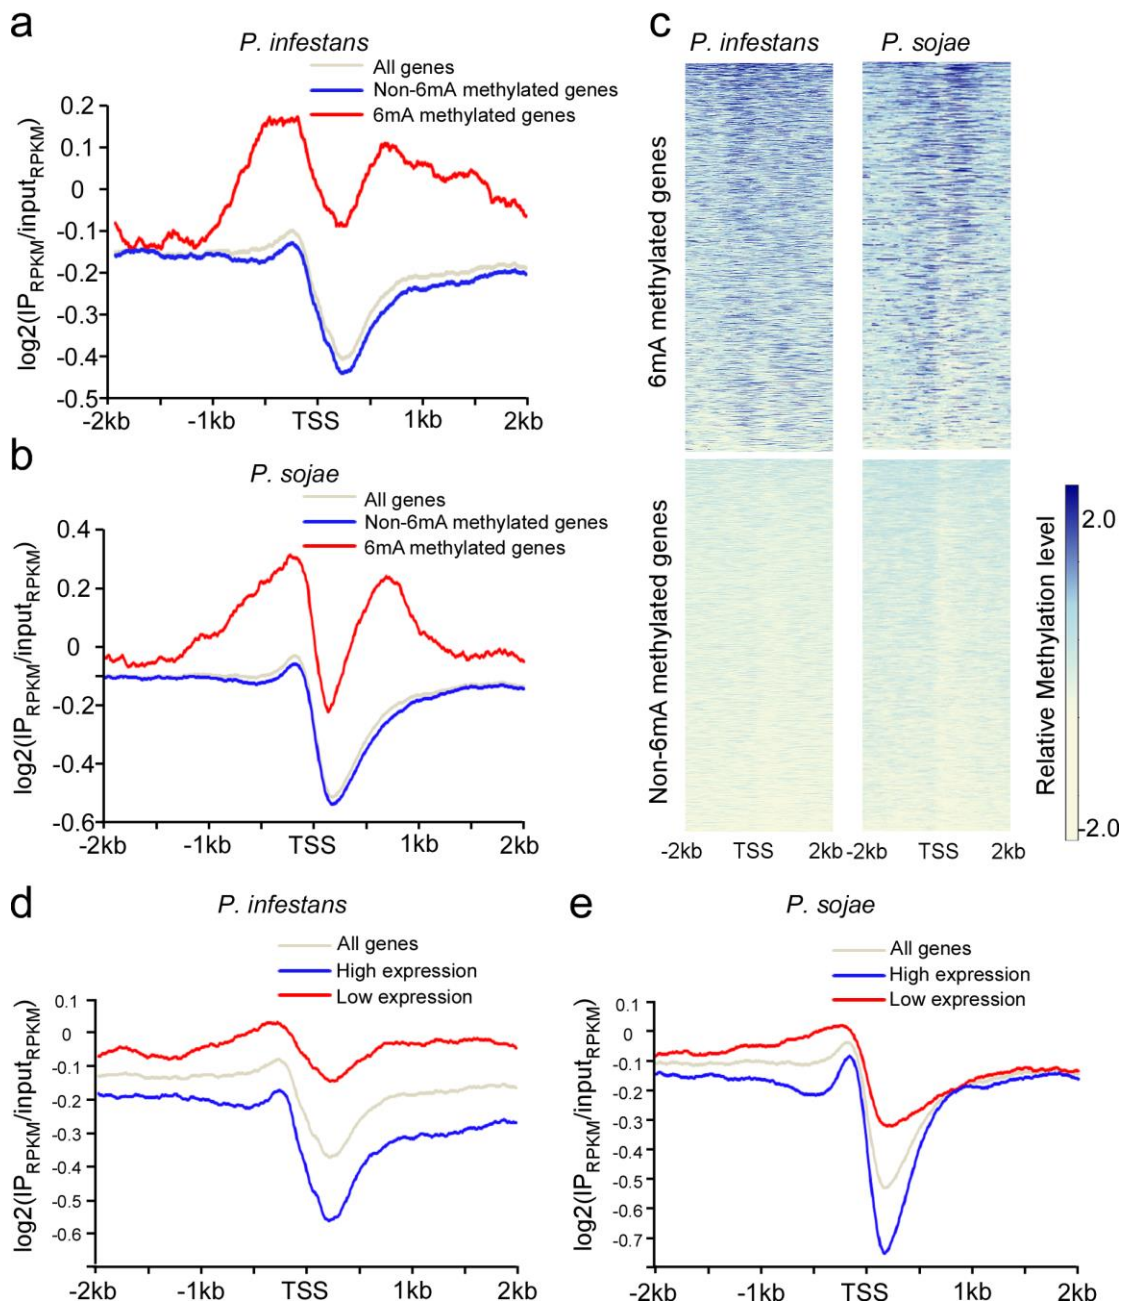 a
P. infestans
All genes
Non-6mA methylated genes
6mA methylated genes
log2(IPRPKM/inputRPKM)
0.2
0.1
0
-0.1
-0.2
-0.3
-0.4
-0.5
-2kb -1kb TSS 1kb 2kb
b
P. sojae
All genes
Non-6mA methylated genes
6mA methylated genes
log2(IPRPKM/inputRPKM)
0.4
0.2
0
-0.2
-0.4
-0.6
-2kb -1kb TSS 1kb 2kb
c
P. infestans P. sojae
6mA methylated genes
Non-6mA methylated genes
-2kb TSS 2kb -2kb TSS 2kb
Relative Methylation level
2.0
-2.0
d
P. infestans
All genes
High expression
Low expression
log2(IPRPKM/inputRPKM)
0.1
0
-0.1
-0.2
-0.3
-0.4
-0.5
-0.6
-2kb -1kb TSS 1kb 2kb
e
P. sojae
All genes
High expression
Low expression
log2(IPRPKM/inputRPKM)
0.1
0
-0.1
-0.2
-0.3
-0.4
-0.5
-0.6
-0.7
-2kb -1kb TSS 1kb 2kb